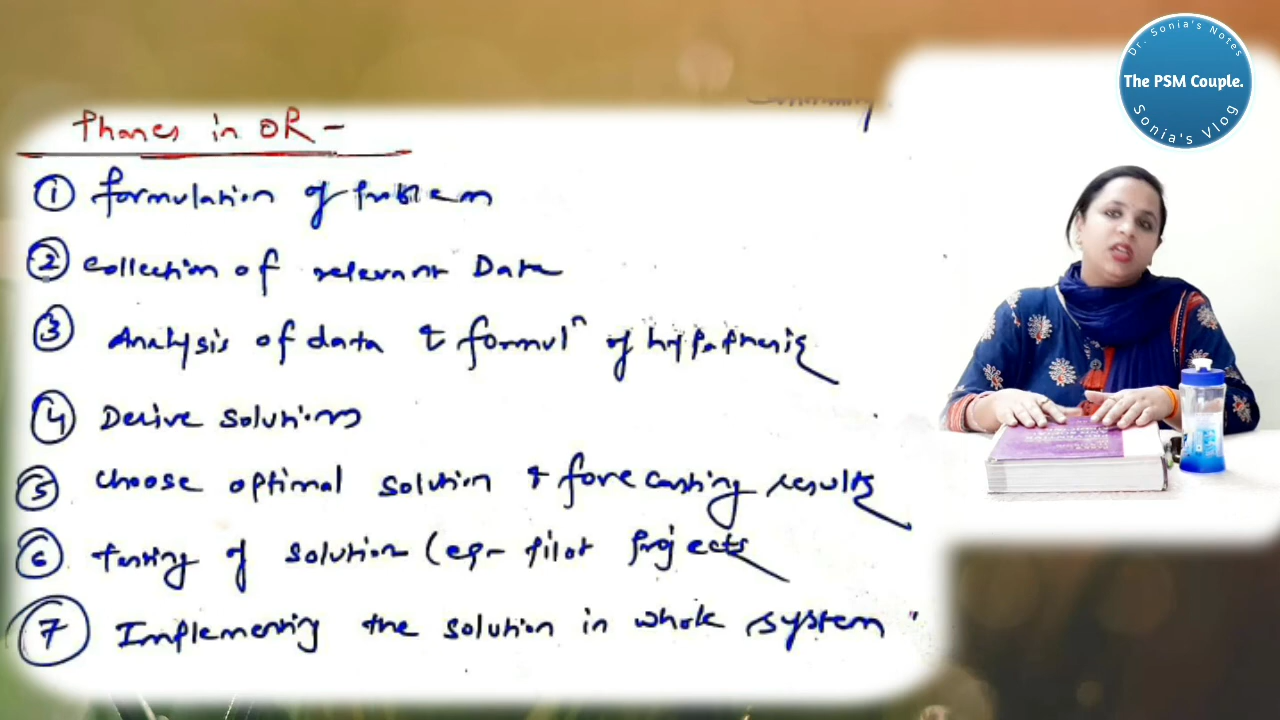 Phases in OR -
① formulation of problem
② Collection of relevant Data
③ Analysis of data & formulⁿ of hypothesis
④ Derive solutions
⑤ choose optimal solution & forecasting results
⑥ Testing of solution (eg- pilot projects
⑦ Implementing the solution in whole system
Dr. Sonia's Notes
The PSM Couple.
Sonia's Vlog